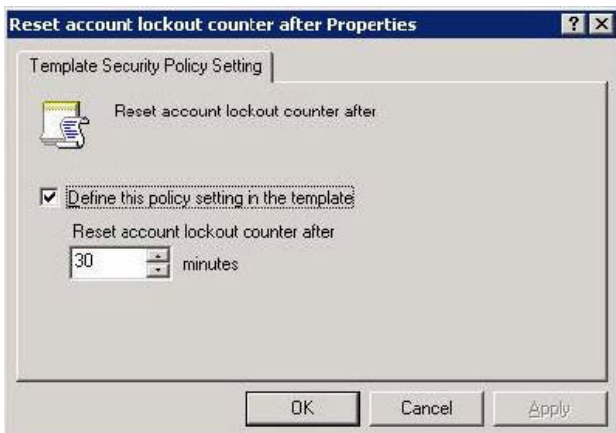 Reset account lockout counter after Properties
?
X
Template Security Policy Setting
Reset account lockout counter after
Define this policy setting in the template
Reset account lockout counter after
30 minutes
OK Cancel Apply